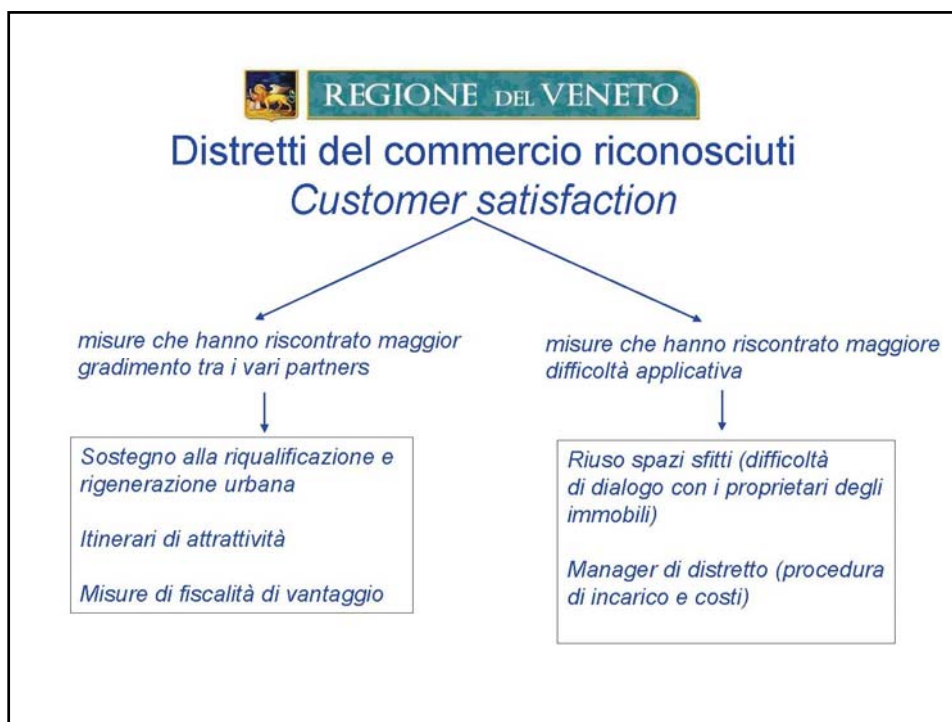 REGIONE DEL VENETO
Distretti del commercio riconosciuti
Customer satisfaction
misure che hanno riscontrato maggior
gradimento tra i vari partners
Sostegno alla riqualificazione e
rigenerazione urbana
Itinerari di attrattività
Misure di fiscalità di vantaggio
misure che hanno riscontrato maggiore
difficoltà applicativa
Riuso spazi sfitti (difficoltà
di dialogo con i proprietari degli
immobili)
Manager di distretto (procedura
di incarico e costi)